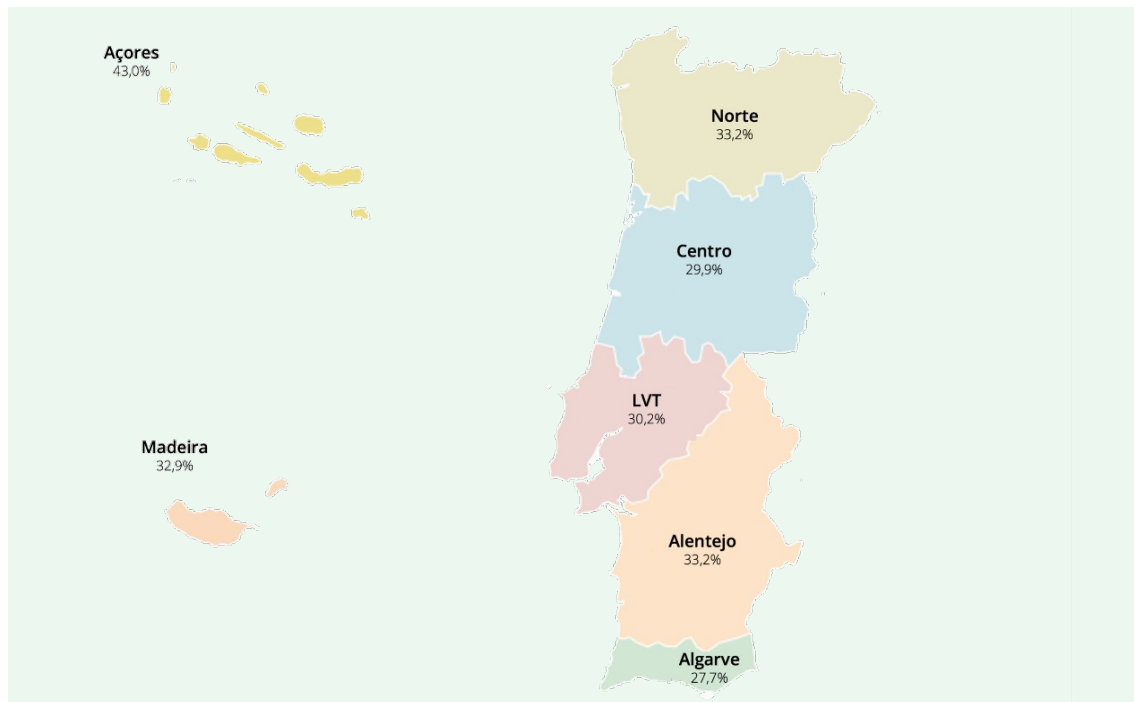 Açores
43,0%
Norte
33,2%
Centro
29,9%
LVT
30,2%
Madeira
32,9%
Alentejo
33,2%
Algarve
27,7%